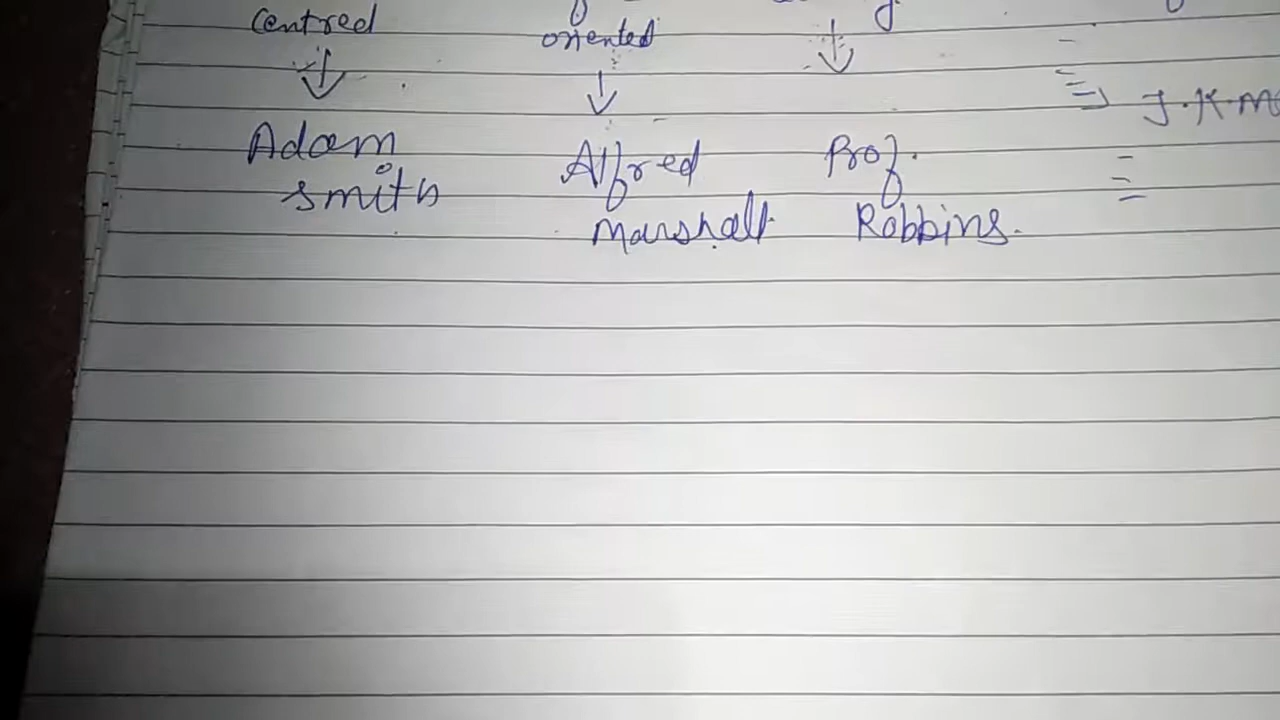 centred
oriented
J.K.M
Adam
smith
Alfred
Marshall
Prof.
Robbins.